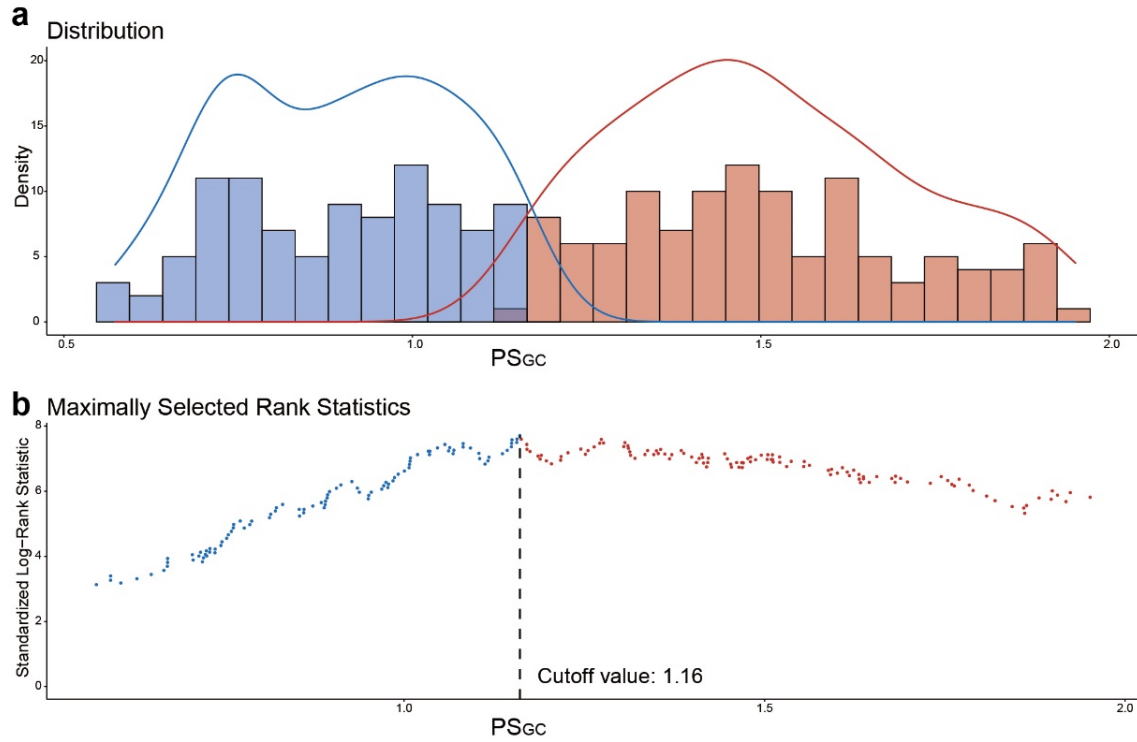 a
Distribution
Density
20
15
10
5
0
0.5 1.0 1.5 2.0
PSGC
b
Maximally Selected Rank Statistics
Standardized Log-Rank Statistic
8
6
4
2
0
Cutoff value: 1.16
1.0 1.5 2.0
PSGC